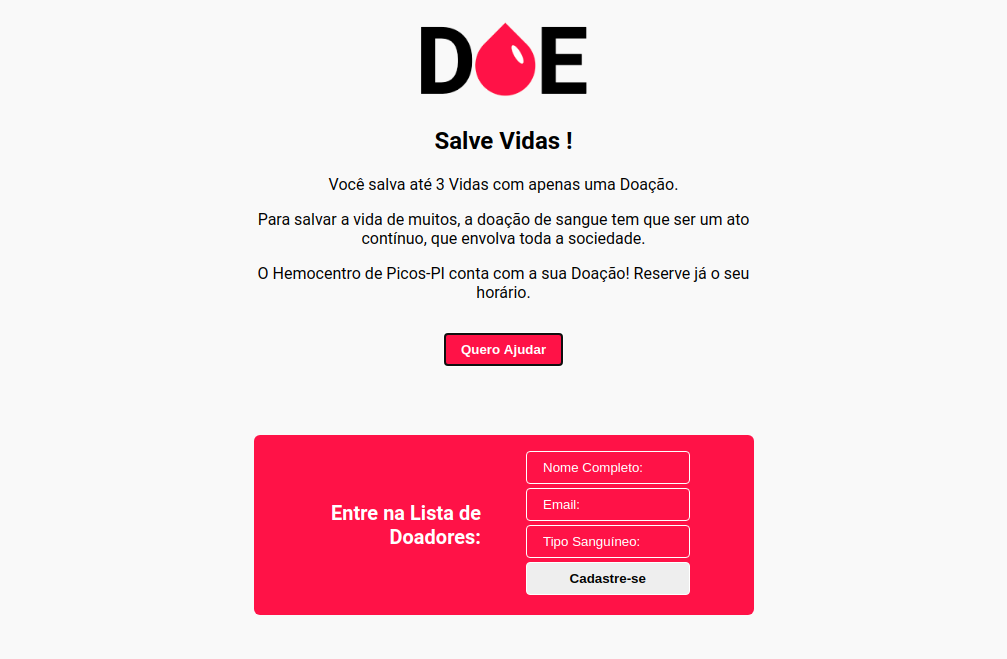 DOE
Salve Vidas !
Você salva até 3 Vidas com apenas uma Doação.
Para salvar a vida de muitos, a doação de sangue tem que ser um ato
contínuo, que envolva toda a sociedade.
O Hemocentro de Picos-PI conta com a sua Doação! Reserve já o seu
horário.
Quero Ajudar
Entre na Lista de
Doadores:
Nome Completo:
Email:
Tipo Sanguíneo:
Cadastre-se